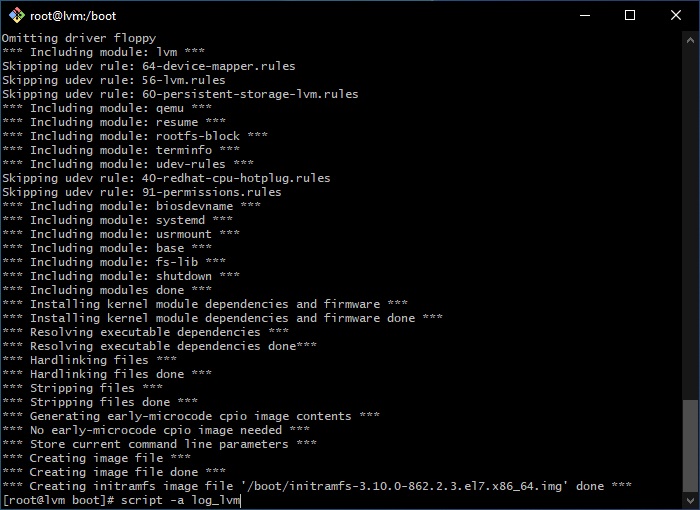 root@lvm:/boot
Omitting driver floppy
*** Including module: lvm ***
Skipping udev rule: 64-device-mapper.rules
Skipping udev rule: 56-lvm.rules
Skipping udev rule: 60-persistent-storage-lvm.rules
*** Including module: qemu ***
*** Including module: resume ***
*** Including module: rootfs-block ***
*** Including module: terminfo ***
*** Including module: udev-rules ***
Skipping udev rule: 40-redhat-cpu-hotplug.rules
Skipping udev rule: 91-permissions.rules
*** Including module: biosdevname ***
*** Including module: systemd ***
*** Including module: usrmount ***
*** Including module: base ***
*** Including module: fs-lib ***
*** Including module: shutdown ***
*** Including modules done ***
*** Installing kernel module dependencies and firmware ***
*** Installing kernel module dependencies and firmware done ***
*** Resolving executable dependencies ***
*** Resolving executable dependencies done***
*** Hardlinking files ***
*** Hardlinking files done ***
*** Stripping files ***
*** Stripping files done ***
*** Generating early-microcode cpio image contents ***
*** No early-microcode cpio image needed ***
*** Store current command line parameters ***
*** Creating image file ***
*** Creating image file done ***
*** Creating initramfs image file '/boot/initramfs-3.10.0-862.2.3.el7.x86_64.img' done ***
[root@lvm boot]# script -a log_lvm